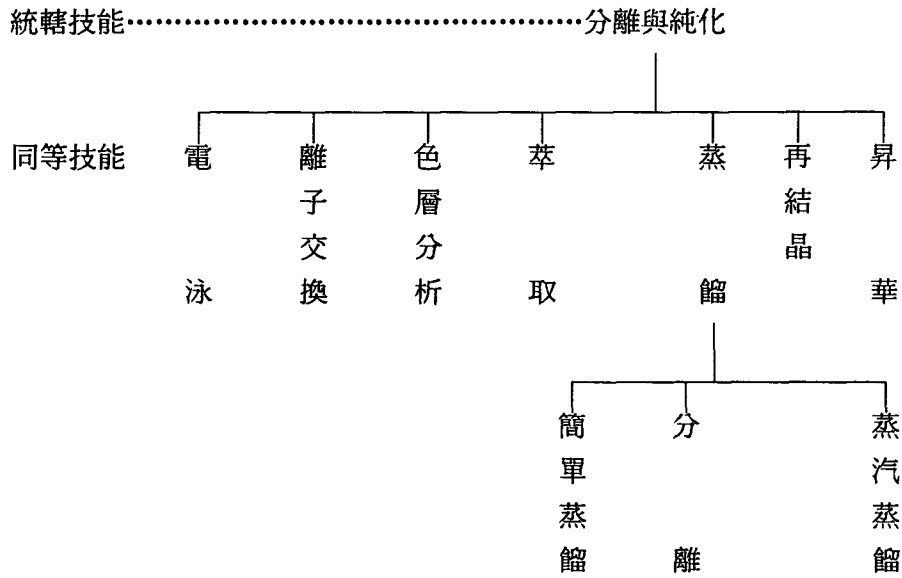 統轄技能……………………………………分離與純化
同等技能
電泳
離子交換
色層分析
萃取
蒸餾
再結晶
昇華
簡單蒸餾
分離
蒸汽蒸餾